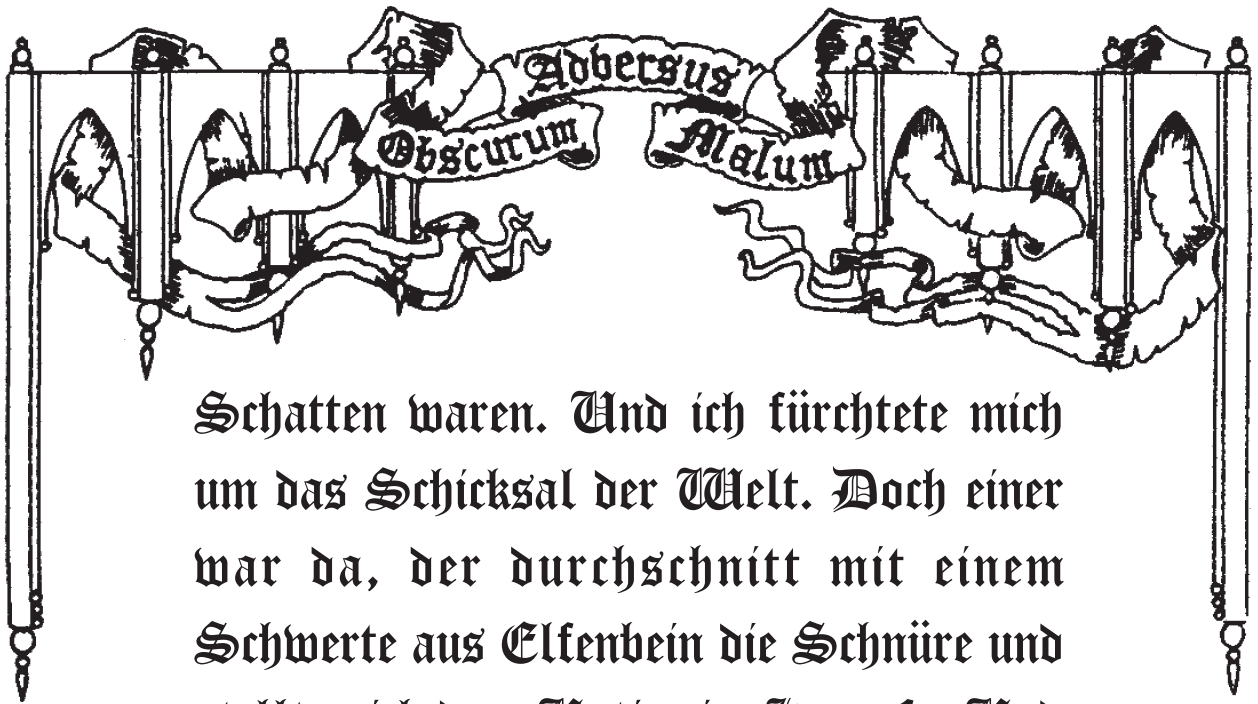 Adversus
Obscurum Malum
Schatten waren. Und ich fürchtete mich
um das Schicksal der Welt. Doch einer
war da, der durchschnitt mit einem
Schwerte aus Elfenbein die Schnüre und